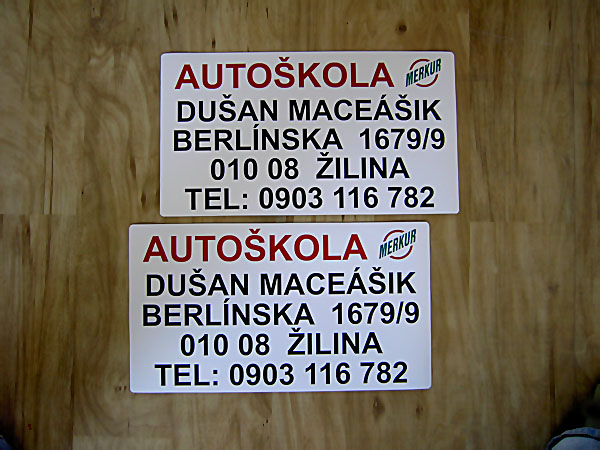 AUTOŠKOLA MERKUR
DUŠAN MACEÁŠIK
BERLÍNSKA 1679/9
010 08 ŽILINA
TEL: 0903 116 782
AUTOŠKOLA MERKUR
DUŠAN MACEÁŠIK
BERLÍNSKA 1679/9
010 08 ŽILINA
TEL: 0903 116 782